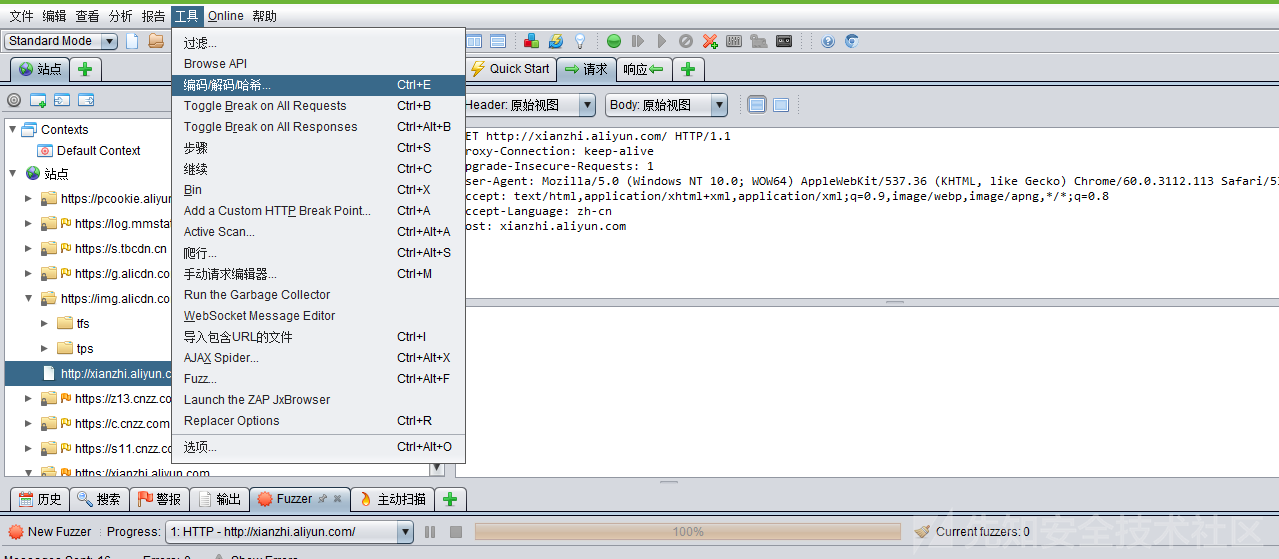 文件 编辑 查看 分析 报告 工具 Online 帮助
Standard Mode
站点
Quick Start 请求 响应
Header: 原始视图 Body: 原始视图
过滤...
Browse API
编码/解码/哈希... Ctrl+E
Toggle Break on All Requests Ctrl+B
Toggle Break on All Responses Ctrl+Alt+B
步骤 Ctrl+S
继续 Ctrl+C
Bin Ctrl+X
Add a Custom HTTP Break Point... Ctrl+A
Active Scan... Ctrl+Alt+A
爬行... Ctrl+Alt+S
手动请求编辑器... Ctrl+M
Run the Garbage Collector
WebSocket Message Editor
导入包含URL的文件 Ctrl+I
AJAX Spider... Ctrl+Alt+X
Fuzz... Ctrl+Alt+F
Launch the ZAP JxBrowser
Replacer Options Ctrl+R
选项... Ctrl+Alt+O
Contexts
Default Context
站点
https://pcookie.aliyun
https://log.mmstat
https://s.tbcdn.cn
https://g.alicdn.co
https://img.alicdn.co
tfs
tps
http://xianzhi.aliyun.c
https://z13.cnzz.cc
https://c.cnzz.com
https://s11.cnzz.cc
https://xianzhi.aliyun.com
ET http://xianzhi.aliyun.com/ HTTP/1.1
roxy-Connection: keep-alive
pgrade-Insecure-Requests: 1
ser-Agent: Mozilla/5.0 (Windows NT 10.0; WOW64) AppleWebKit/537.36 (KHTML, like Gecko) Chrome/60.0.3112.113 Safari/53
ccept: text/html,application/xhtml+xml,application/xml;q=0.9,image/webp,image/apng,*/*;q=0.8
ccept-Language: zh-cn
ost: xianzhi.aliyun.com
历史 搜索 警报 输出 Fuzzer 主动扫描
New Fuzzer Progress: 1: HTTP - http://xianzhi.aliyun.com/ 100% Current fuzzers: 0
先知安全技术社区
Messages Sent: 16 Errors: 0 Show Errors